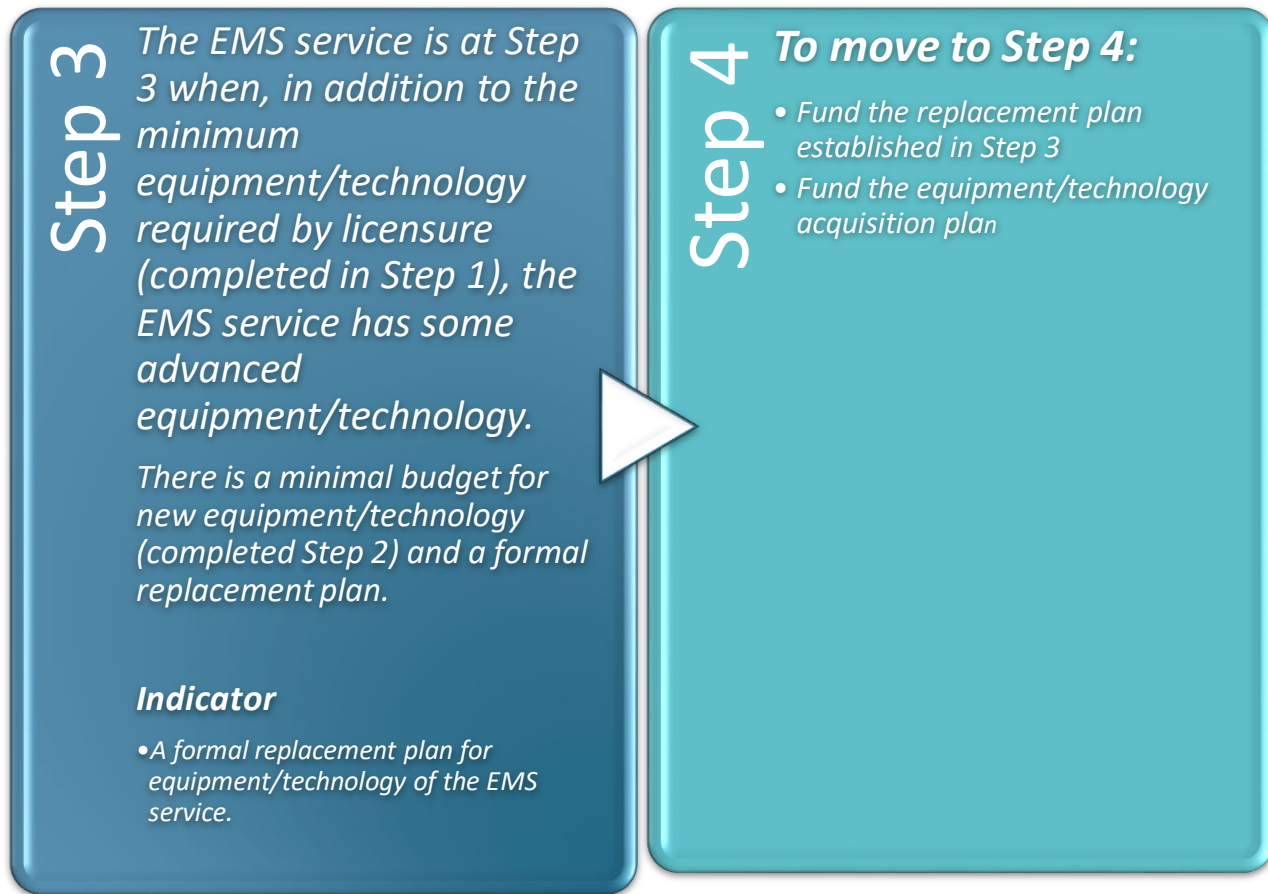 Step 3
The EMS service is at Step
3 when, in addition to the
minimum
equipment/technology
required by licensure
(completed in Step 1), the
EMS service has some
advanced
equipment/technology.
There is a minimal budget for
new equipment/technology
(completed Step 2) and a formal
replacement plan.
Indicator
•A formal replacement plan for
equipment/technology of the EMS
service.
Step 4
To move to Step 4:
• Fund the replacement plan
established in Step 3
• Fund the equipment/technology
acquisition plan